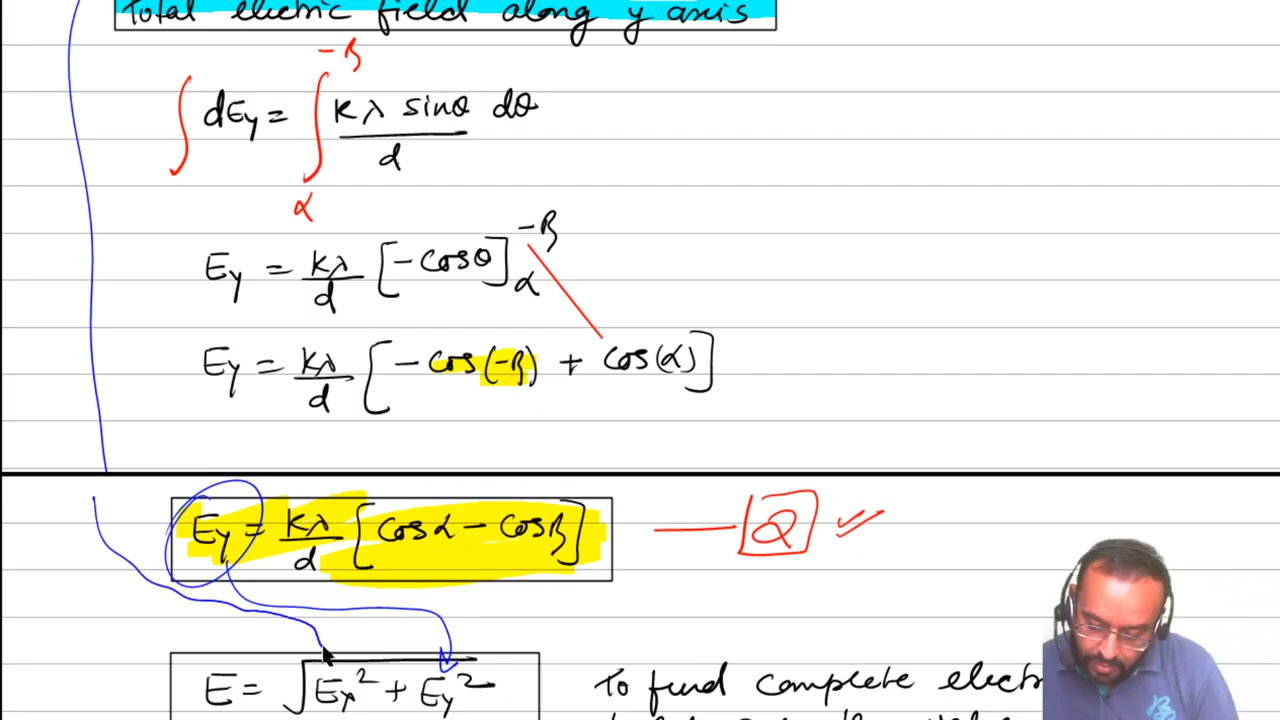 Total electric field along y axis
∫ dEy = ∫ from α to -β kλ sinθ / d dθ
Ey = kλ/d [-cosθ] from α to -β
Ey = kλ/d [-cos(-β) + cos(α)]
Ey = kλ/d [cosα - cosβ] — 2
E = √(Ex² + Ey²) To find complete